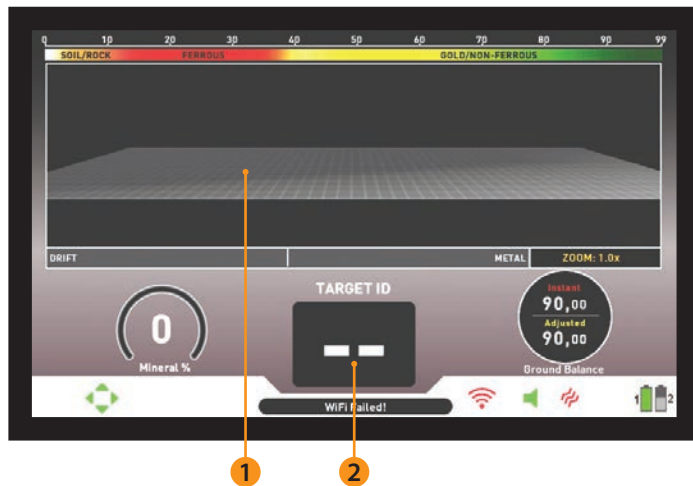 0 10 20 30 40 50 60 70 80 90 99
SOIL/ROCK FERROUS GOLD/NON-FERROUS
DRIFT METAL ZOOM: 1.0x
TARGET ID
0
Mineral %
-- 
Instant
90,00
Adjusted
90,00
Ground Balance
WiFi Failed!
1 2
1 2